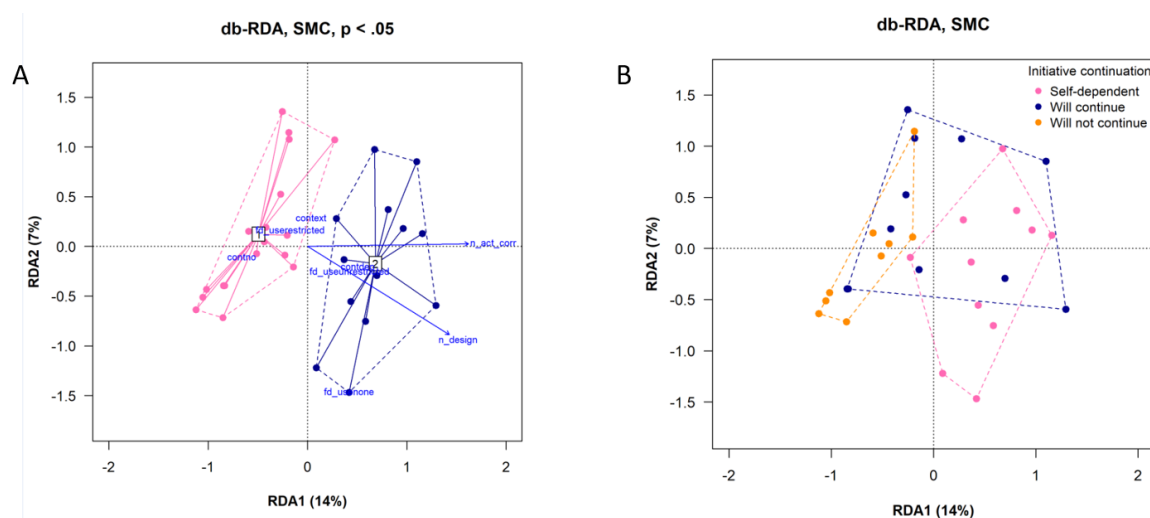 db-RDA, SMC, p < .05
A
1.5
1.0
0.5
0.0
-0.5
-1.0
-1.5
RDA2 (7%)
context
1
contno
n_act_corr
2
fd_useunrestricted
n_design
-2
-1
0
1
2
RDA1 (14%)
db-RDA, SMC
B
Initiative continuation
Self-dependent
Will continue
Will not continue
1.5
1.0
0.5
0.0
-0.5
-1.0
-1.5
RDA2 (7%)
-2
-1
0
1
2
RDA1 (14%)